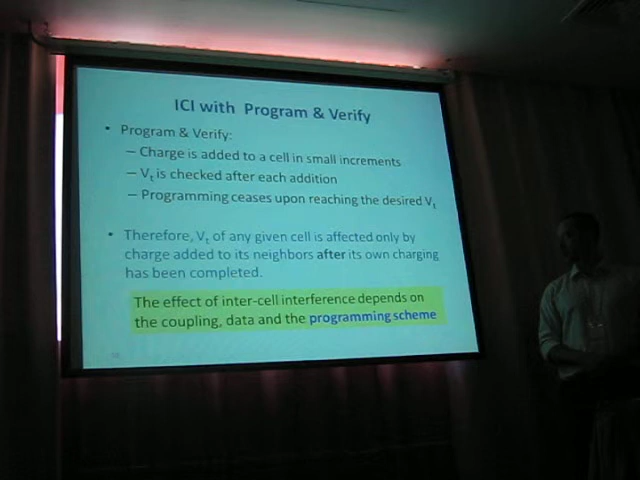 ICI with Program & Verify
• Program & Verify:
– Charge is added to a cell in small increments
– Vt is checked after each addition
– Programming ceases upon reaching the desired Vt
• Therefore, Vt of any given cell is affected only by
charge added to its neighbors after its own charging
has been completed.
The effect of inter-cell interference depends on
the coupling, data and the programming scheme